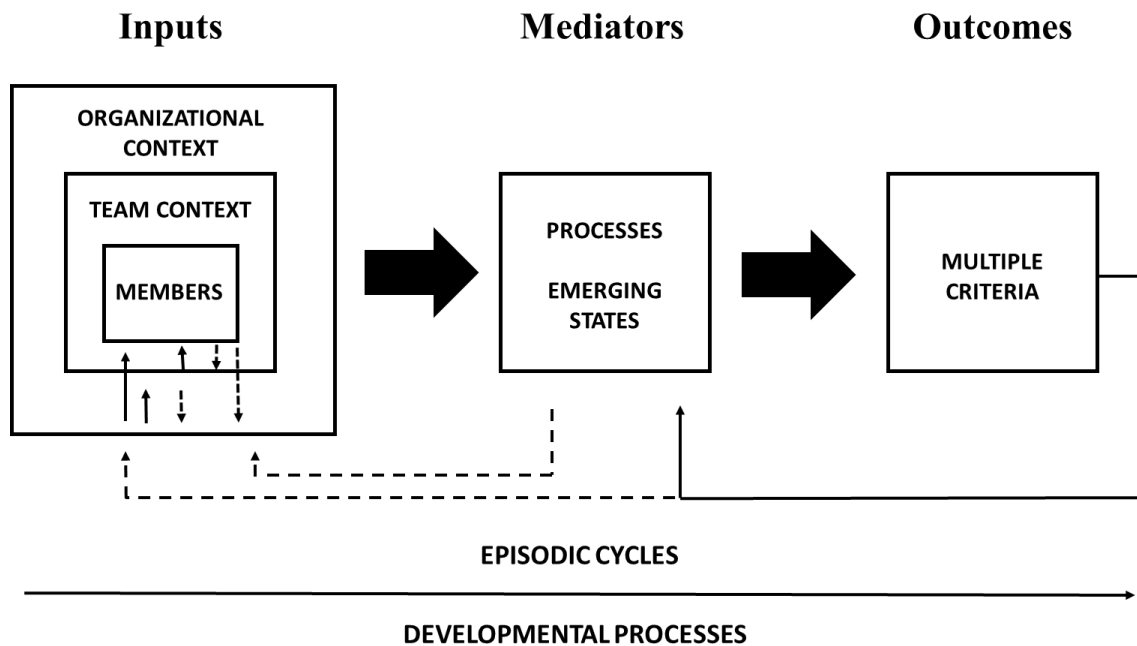 Inputs
Mediators
Outcomes
ORGANIZATIONAL
CONTEXT
TEAM CONTEXT
MEMBERS
PROCESSES
EMERGING
STATES
MULTIPLE
CRITERIA
EPISODIC CYCLES
DEVELOPMENTAL PROCESSES